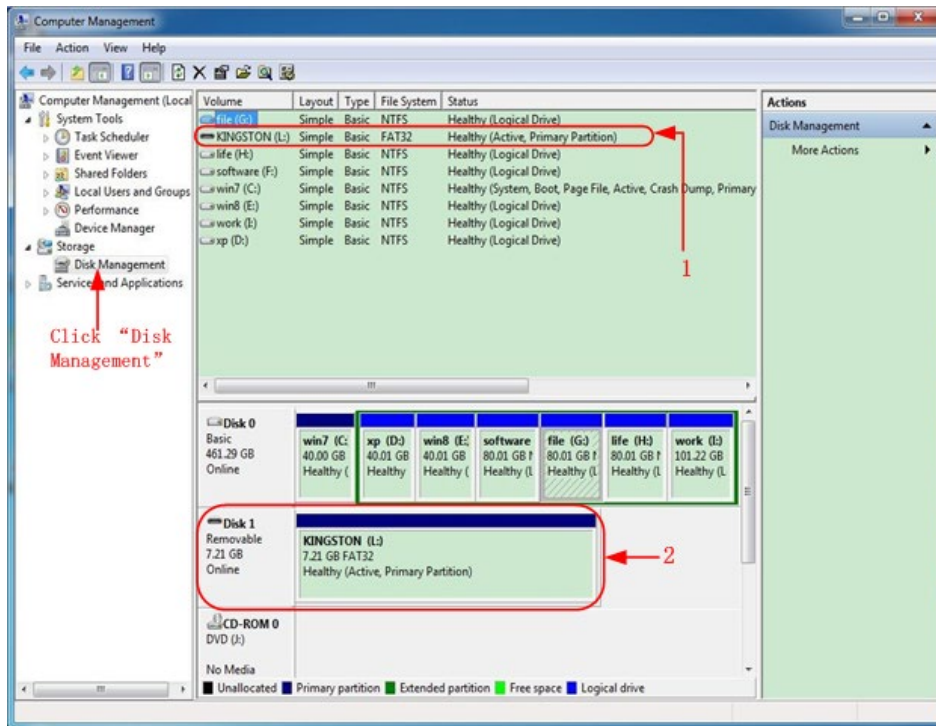 Computer Management
File Action View Help
Computer Management (Local
System Tools
Task Scheduler
Event Viewer
Shared Folders
Local Users and Groups
Performance
Device Manager
Storage
Disk Management
Services and Applications
Click “Disk
Management”
Volume Layout Type File System Status
file (G:) Simple Basic NTFS Healthy (Logical Drive)
KINGSTON (L:) Simple Basic FAT32 Healthy (Active, Primary Partition)
life (H:) Simple Basic NTFS Healthy (Logical Drive)
software (F:) Simple Basic NTFS Healthy (Logical Drive)
win7 (C:) Simple Basic NTFS Healthy (System, Boot, Page File, Active, Crash Dump, Primary
win8 (E:) Simple Basic NTFS Healthy (Logical Drive)
work (I:) Simple Basic NTFS Healthy (Logical Drive)
xp (D:) Simple Basic NTFS Healthy (Logical Drive)
1
Actions
Disk Management
More Actions
Disk 0
Basic
461.29 GB
Online
win7 (C:
40.00 GB
Healthy (
xp (D:)
40.01 GB
Healthy
win8 (E:
40.01 GB
Healthy (
software
80.01 GB N
Healthy (L
file (G:)
80.01 GB N
Healthy (L
life (H:)
80.01 GB N
Healthy (L
work (I:)
101.22 GB
Healthy (L
Disk 1
Removable
7.21 GB
Online
KINGSTON (L:)
7.21 GB FAT32
Healthy (Active, Primary Partition)
2
CD-ROM 0
DVD (J:)
No Media
Unallocated Primary partition Extended partition Free space Logical drive